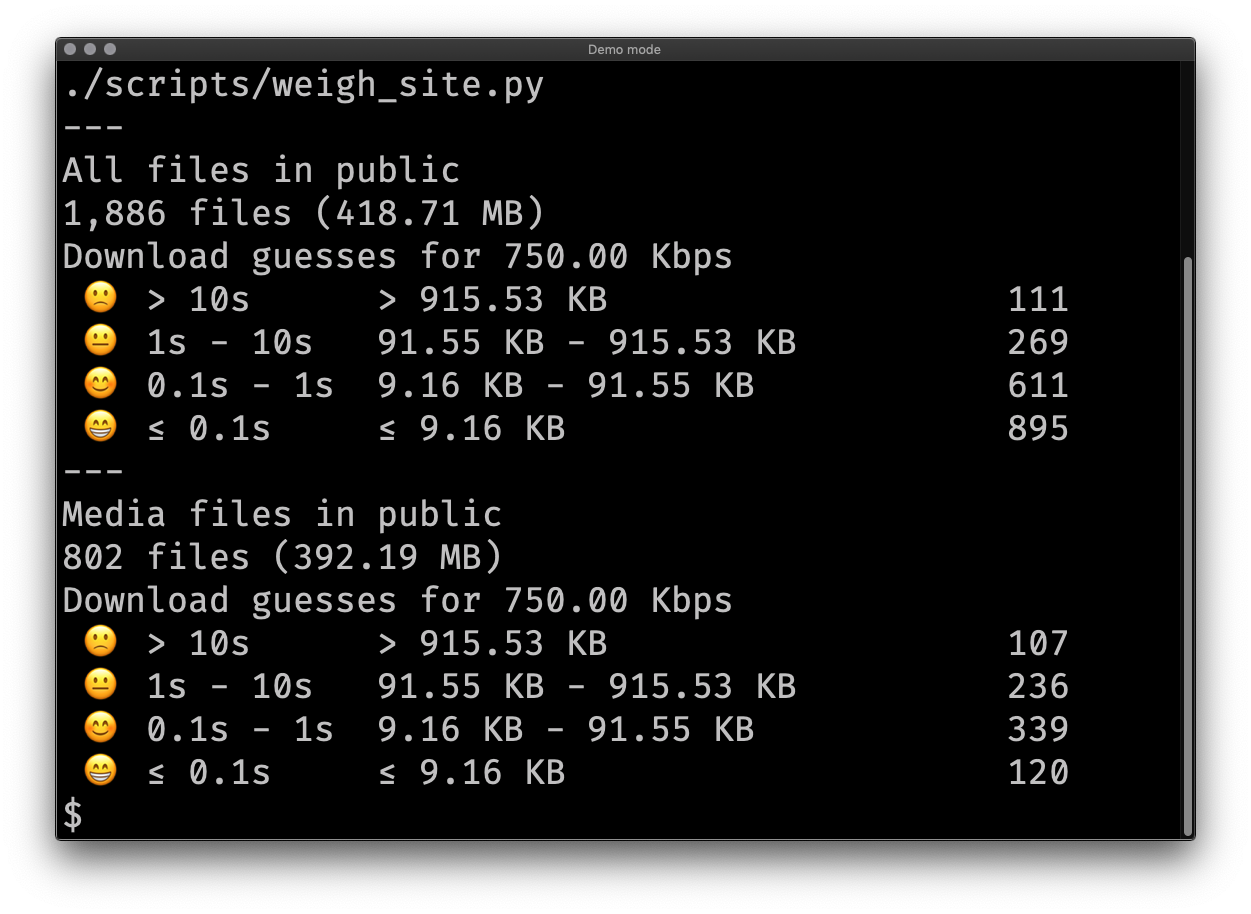 Demo mode
./scripts/weigh_site.py
---
All files in public
1,886 files (418.71 MB)
Download guesses for 750.00 Kbps
🙁 > 10s > 915.53 KB 111
😐 1s - 10s 91.55 KB - 915.53 KB 269
😊 0.1s - 1s 9.16 KB - 91.55 KB 611
😁 ≤ 0.1s ≤ 9.16 KB 895
---
Media files in public
802 files (392.19 MB)
Download guesses for 750.00 Kbps
🙁 > 10s > 915.53 KB 107
😐 1s - 10s 91.55 KB - 915.53 KB 236
😊 0.1s - 1s 9.16 KB - 91.55 KB 339
😁 ≤ 0.1s ≤ 9.16 KB 120
$